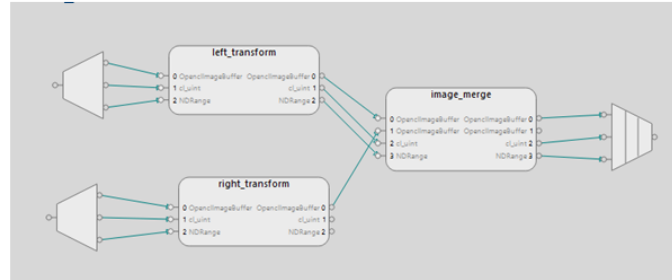 left_transform
0 OpenclImageBuffer OpenclImageBuffer 0
1 cl_uint cl_uint 1
2 NDRange NDRange 2
image_merge
0 OpenclImageBuffer OpenclImageBuffer 0
1 OpenclImageBuffer OpenclImageBuffer 1
2 cl_uint cl_uint 2
3 NDRange NDRange 3
right_transform
0 OpenclImageBuffer OpenclImageBuffer 0
1 cl_uint cl_uint 1
2 NDRange NDRange 2